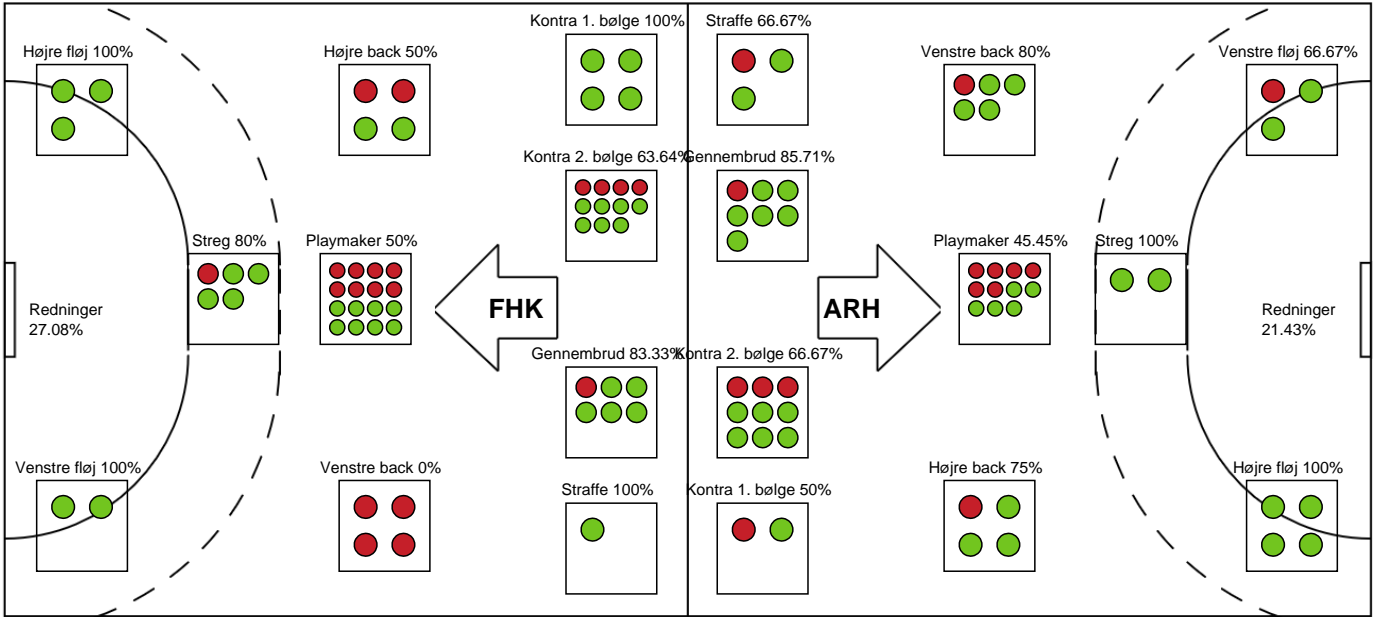 Kontra 1. bølge 100%
Straffe 66.67%
Højre fløj 100%
Højre back 50%
Venstre back 80%
Venstre fløj 66.67%
Kontra 2. bølge 63.64%
Gennembrud 85.71%
Streg 80%
Playmaker 50%
Playmaker 45.45%
Streg 100%
Redninger
27.08%
FHK
ARH
Redninger
21.43%
Gennembrud 83.33%
Kontra 2. bølge 66.67%
Venstre fløj 100%
Venstre back 0%
Straffe 100%
Kontra 1. bølge 50%
Højre back 75%
Højre fløj 100%